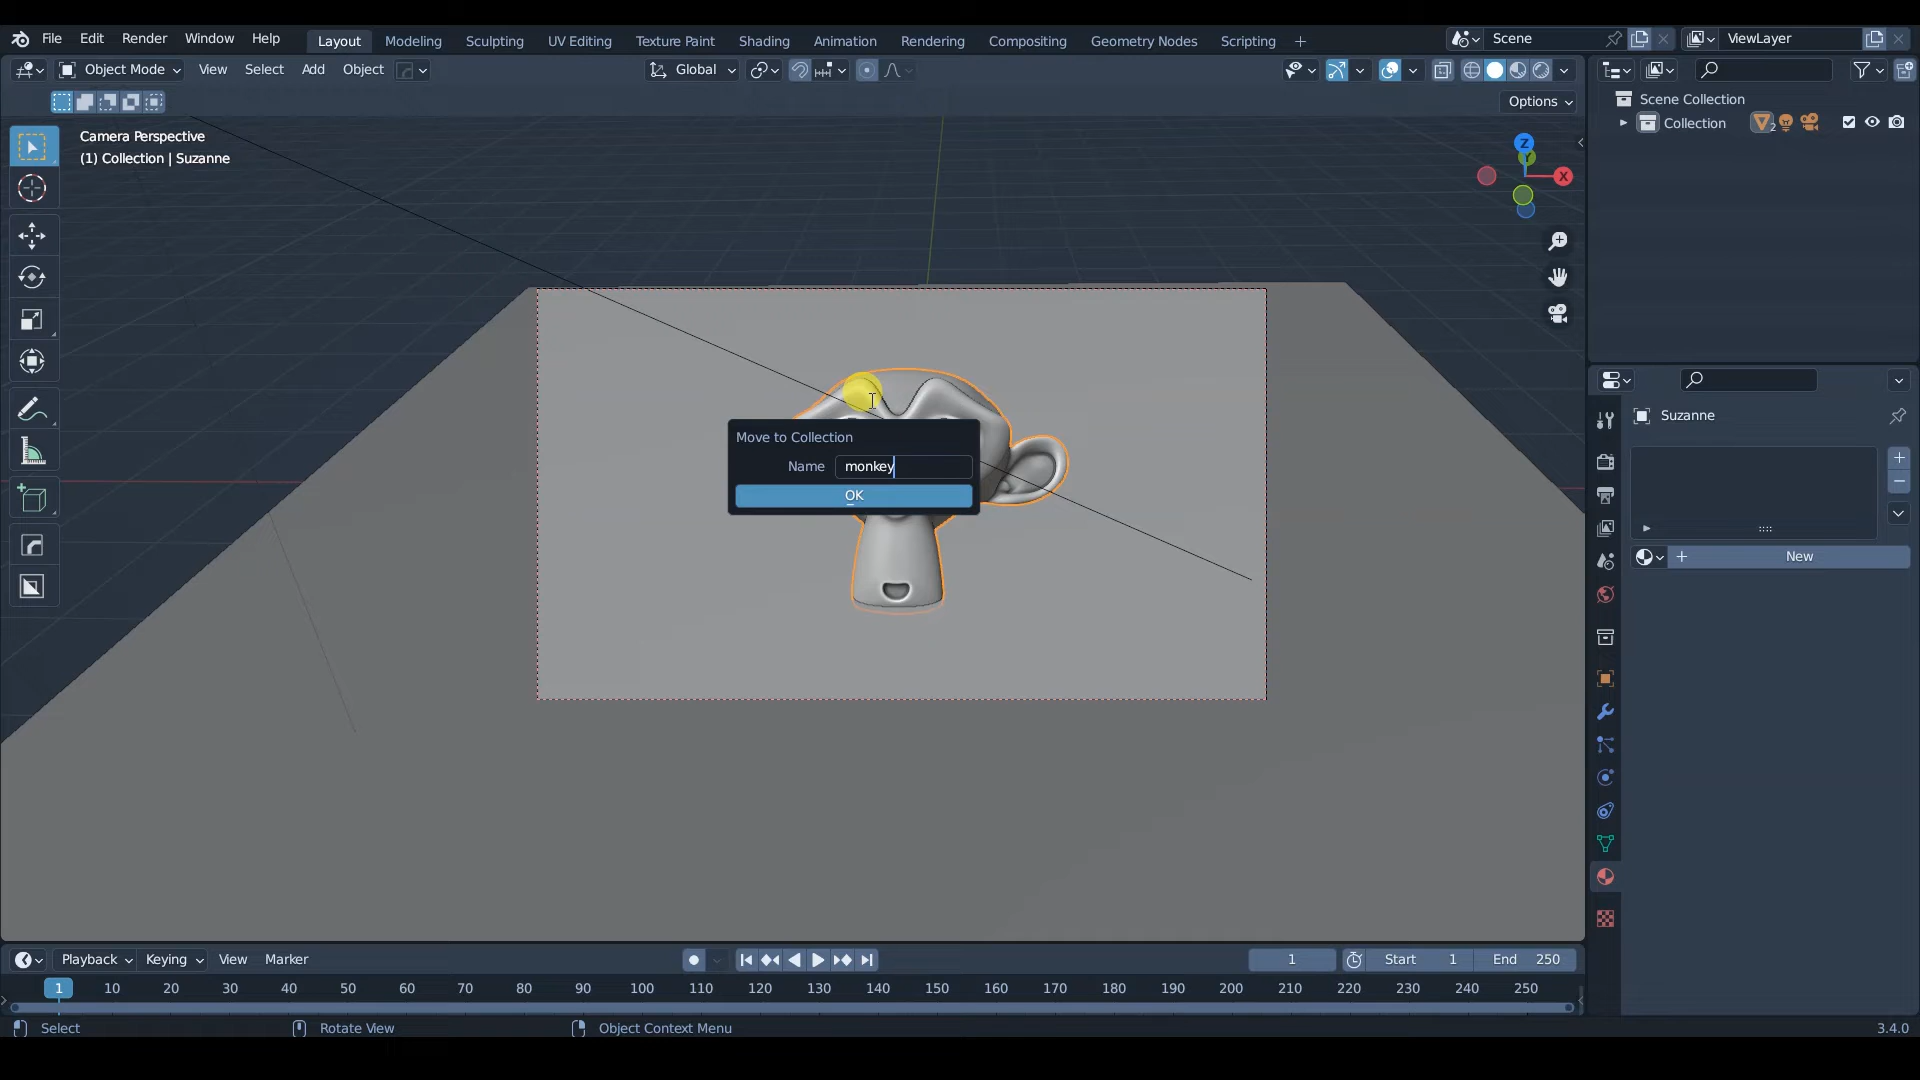 File Edit Render Window Help Layout Modeling Sculpting UV Editing Texture Paint Shading Animation Rendering Compositing Geometry Nodes Scripting + Scene ViewLayer
Object Mode View Select Add Object Global
Options
Scene Collection
Collection 2
Camera Perspective
(1) Collection | Suzanne
Z
Y
X
Move to Collection
Name monkey
OK
Suzanne
New
Playback Keying View Marker 1 Start 1 End 250
1 10 20 30 40 50 60 70 80 90 100 110 120 130 140 150 160 170 180 190 200 210 220 230 240 250
Select Rotate View Object Context Menu 3.4.0